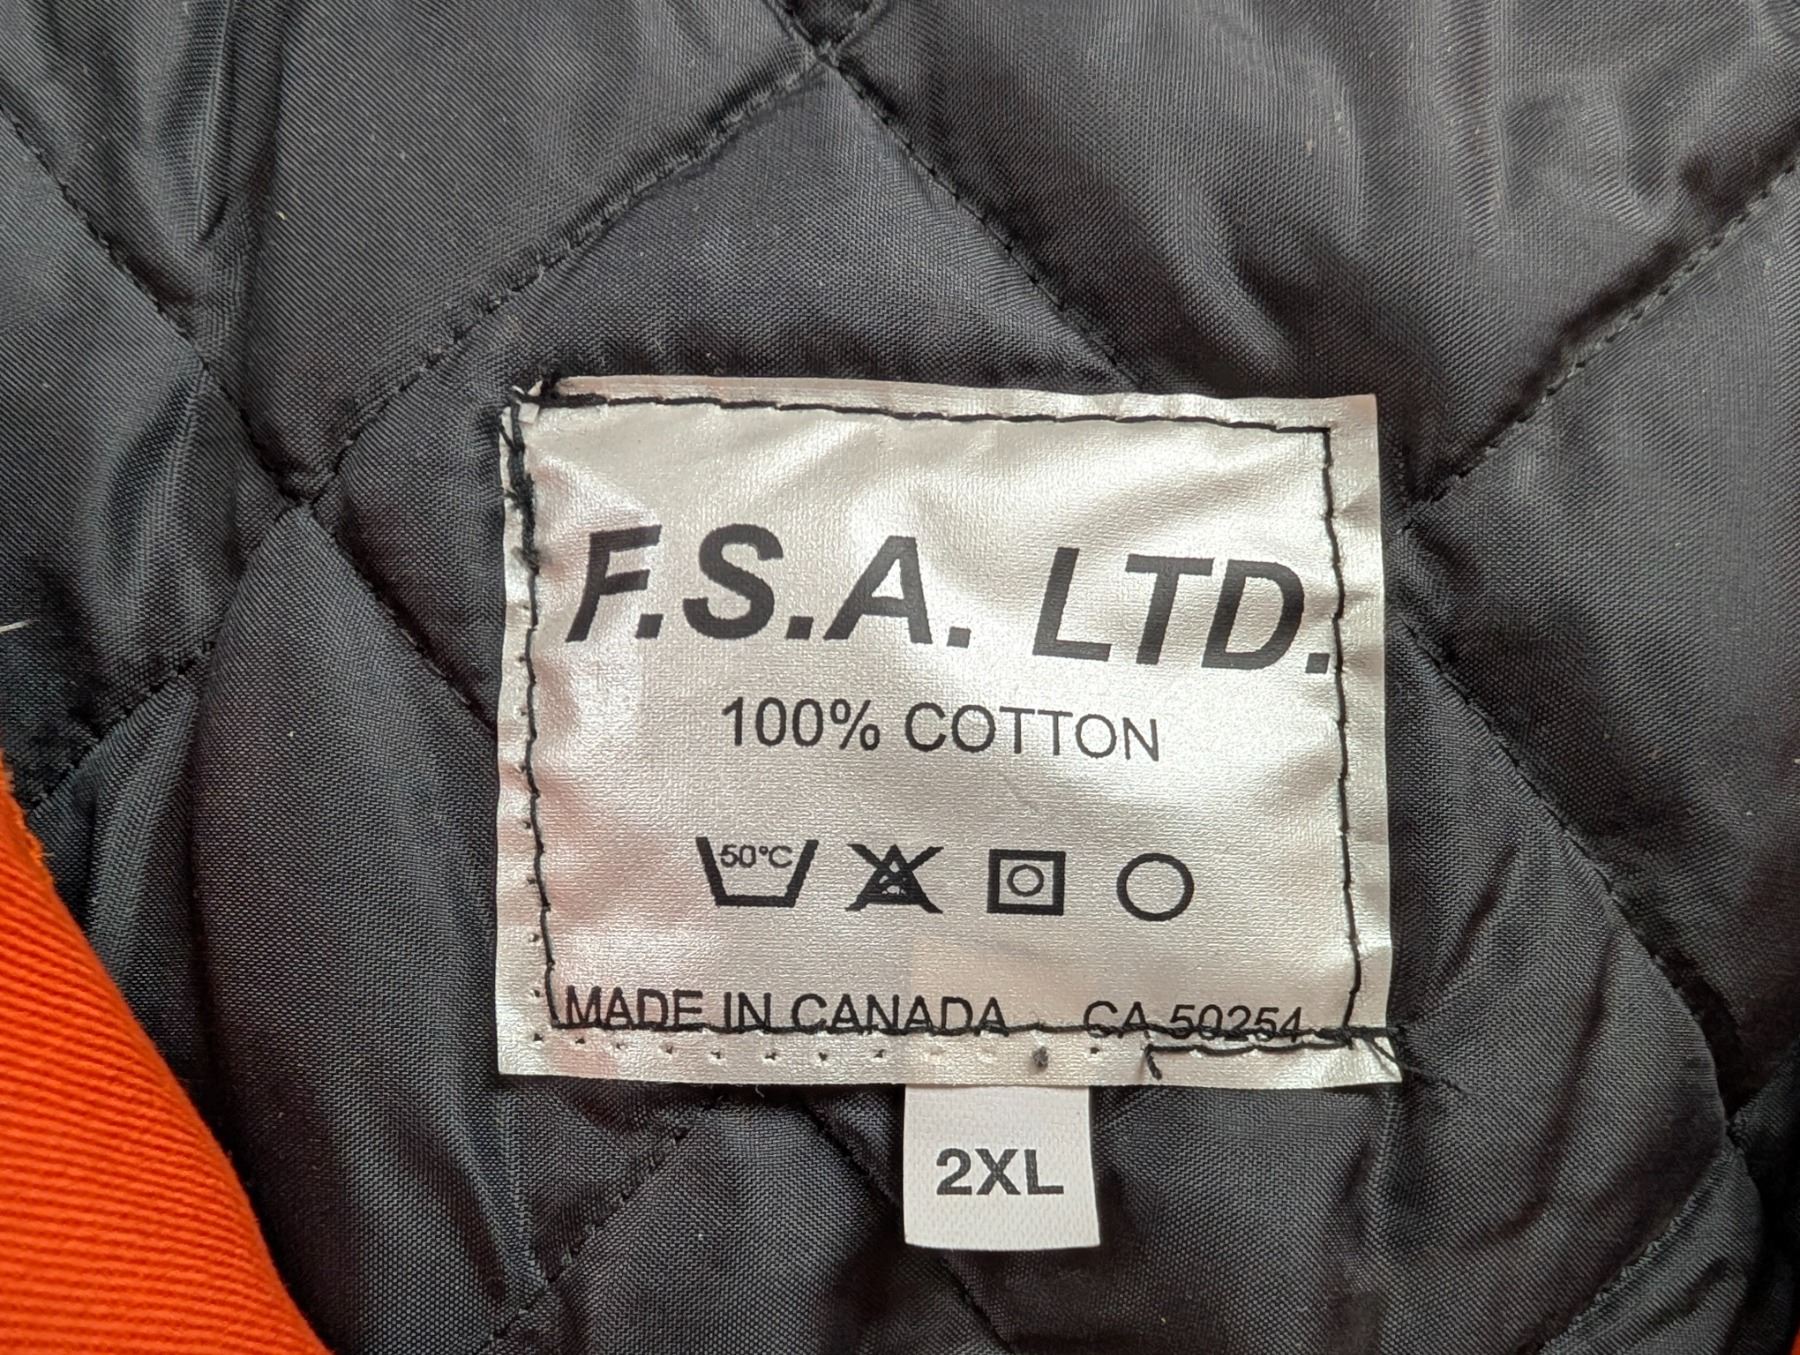 F.S.A. LTD.
100% COTTON
50°C
MADE IN CANADA CA 50254
2XL